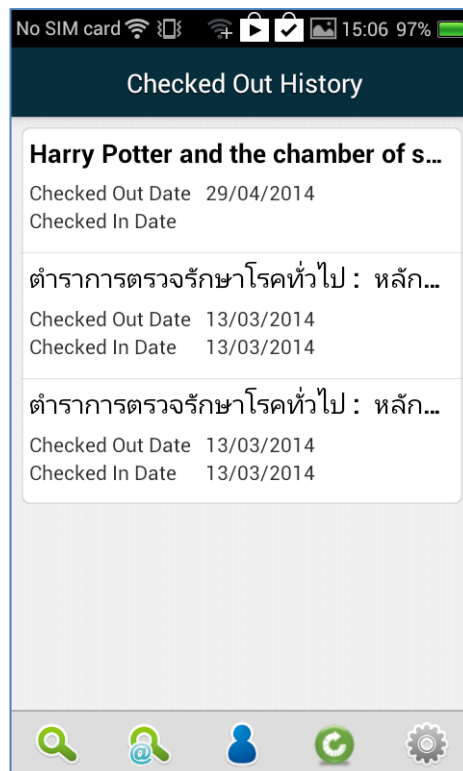 No SIM card 15:06 97%
Checked Out History
Harry Potter and the chamber of s...
Checked Out Date 29/04/2014
Checked In Date
ตำราการตรวจรักษาโรคทั่วไป : หลัก...
Checked Out Date 13/03/2014
Checked In Date 13/03/2014
ตำราการตรวจรักษาโรคทั่วไป : หลัก...
Checked Out Date 13/03/2014
Checked In Date 13/03/2014
@